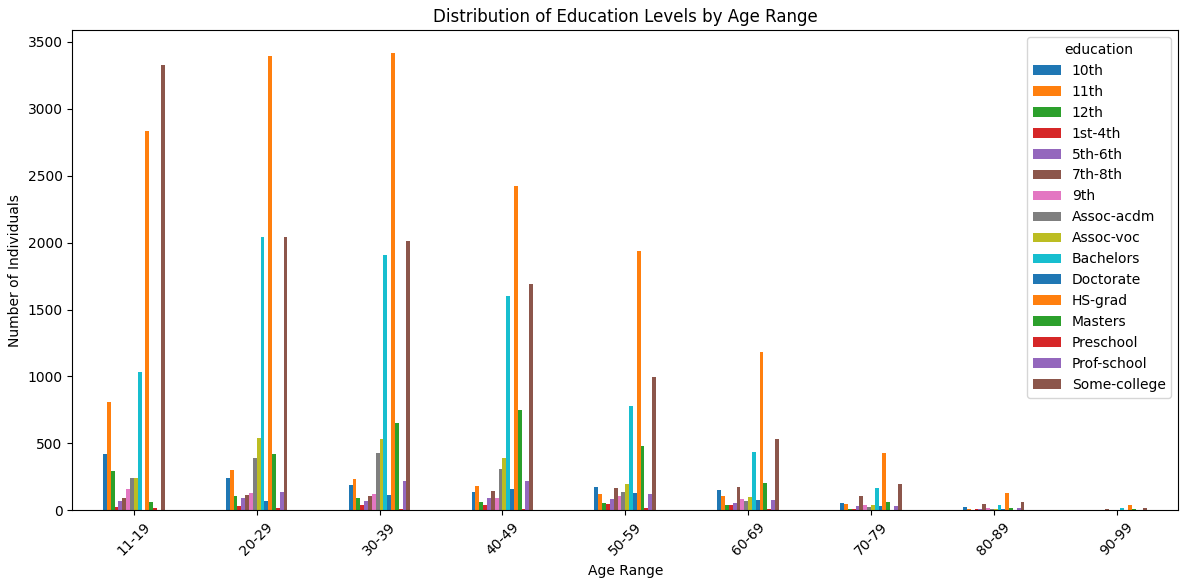 Distribution of Education Levels by Age Range
Number of Individuals
3500
3000
2500
2000
1500
1000
500
0
11-19
20-29
30-39
40-49
50-59
60-69
70-79
80-89
90-99
Age Range
education
10th
11th
12th
1st-4th
5th-6th
7th-8th
9th
Assoc-acdm
Assoc-voc
Bachelors
Doctorate
HS-grad
Masters
Preschool
Prof-school
Some-college